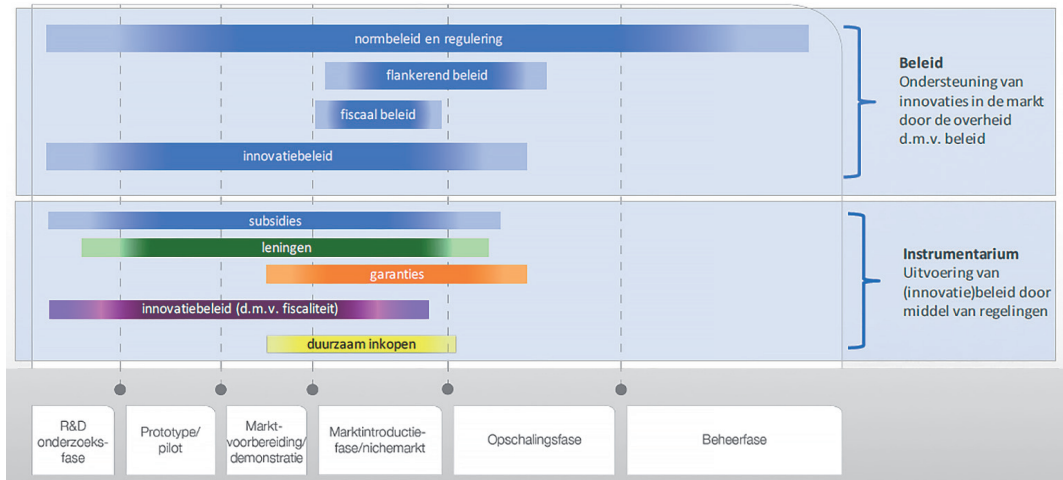 normbeleid en regulering
flankerend beleid
fiscaal beleid
innovatiebeleid
Beleid
Ondersteuning van
innovaties in de markt
door de overheid
d.m.v. beleid
subsidies
leningen
garanties
innovatiebeleid (d.m.v. fiscaliteit)
duurzaam inkopen
Instrumentarium
Uitvoering van
(innovatie)beleid door
middel van regelingen
R&D
onderzoeks-
fase
Prototype/
pilot
Markt-
voorbereiding/
demonstratie
Marktintroductie-
fase/nichemarkt
Opschalingsfase
Beheerfase